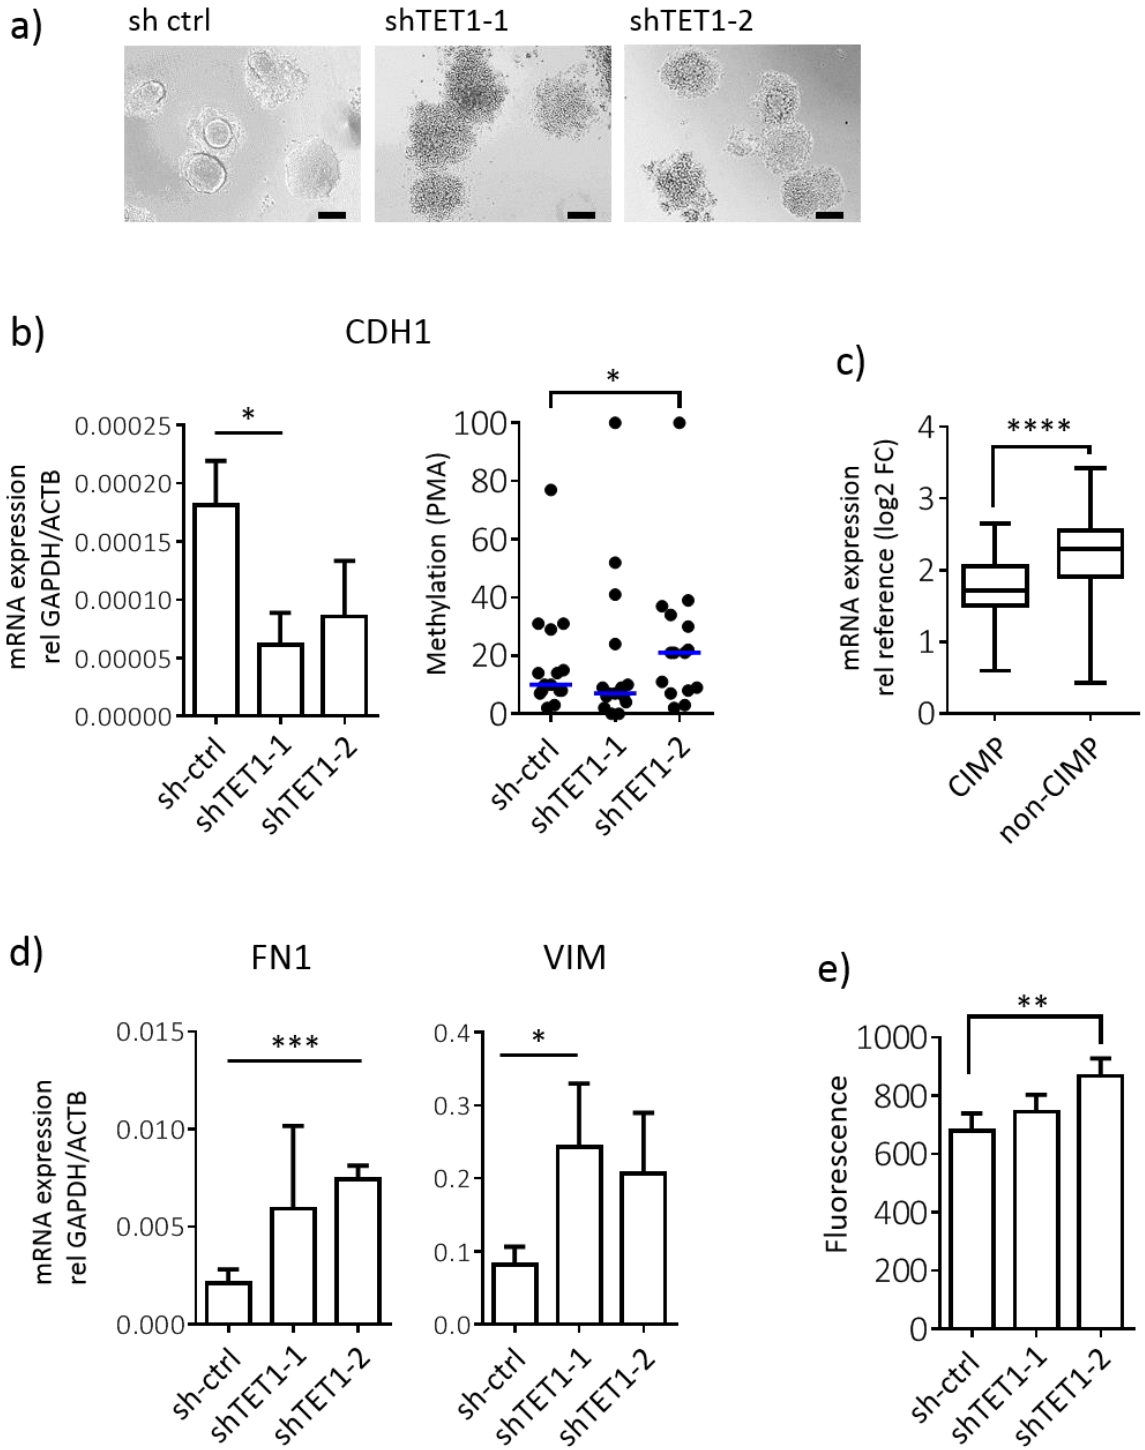 a)
sh ctrl
shTET1-1
shTET1-2
b)
CDH1
mRNA expression
rel GAPDH/ACTB
0.00025
0.00020
0.00015
0.00010
0.00005
0.00000
*
sh-ctrl
shTET1-1
shTET1-2
Methylation (PMA)
100
80
60
40
20
0
*
sh-ctrl
shTET1-1
shTET1-2
c)
mRNA expression
rel reference (log2 FC)
4
3
2
1
0
****
CIMP
non-CIMP
d)
FN1
mRNA expression
rel GAPDH/ACTB
0.015
0.010
0.005
0.000
***
sh-ctrl
shTET1-1
shTET1-2
VIM
0.4
0.3
0.2
0.1
0.0
*
sh-ctrl
shTET1-1
shTET1-2
e)
Fluorescence
1000
800
600
400
200
0
**
sh-ctrl
shTET1-1
shTET1-2